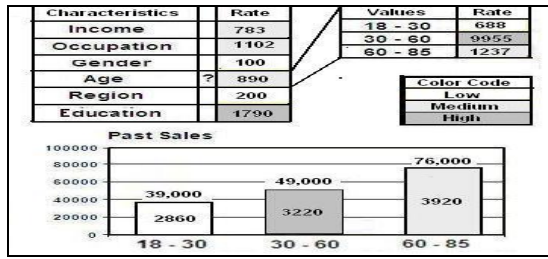 Characteristics Rate
Income 783
Occupation 1102
Gender 100
Age ? 890
Region 200
Education 1790
Values Rate
18 - 30 688
30 - 60 9955
60 - 85 1237
Color Code
Low
Medium
High
Past Sales
100000
80000
60000
40000
20000
0
39,000
49,000
76,000
2860
3220
3920
18 - 30
30 - 60
60 - 85